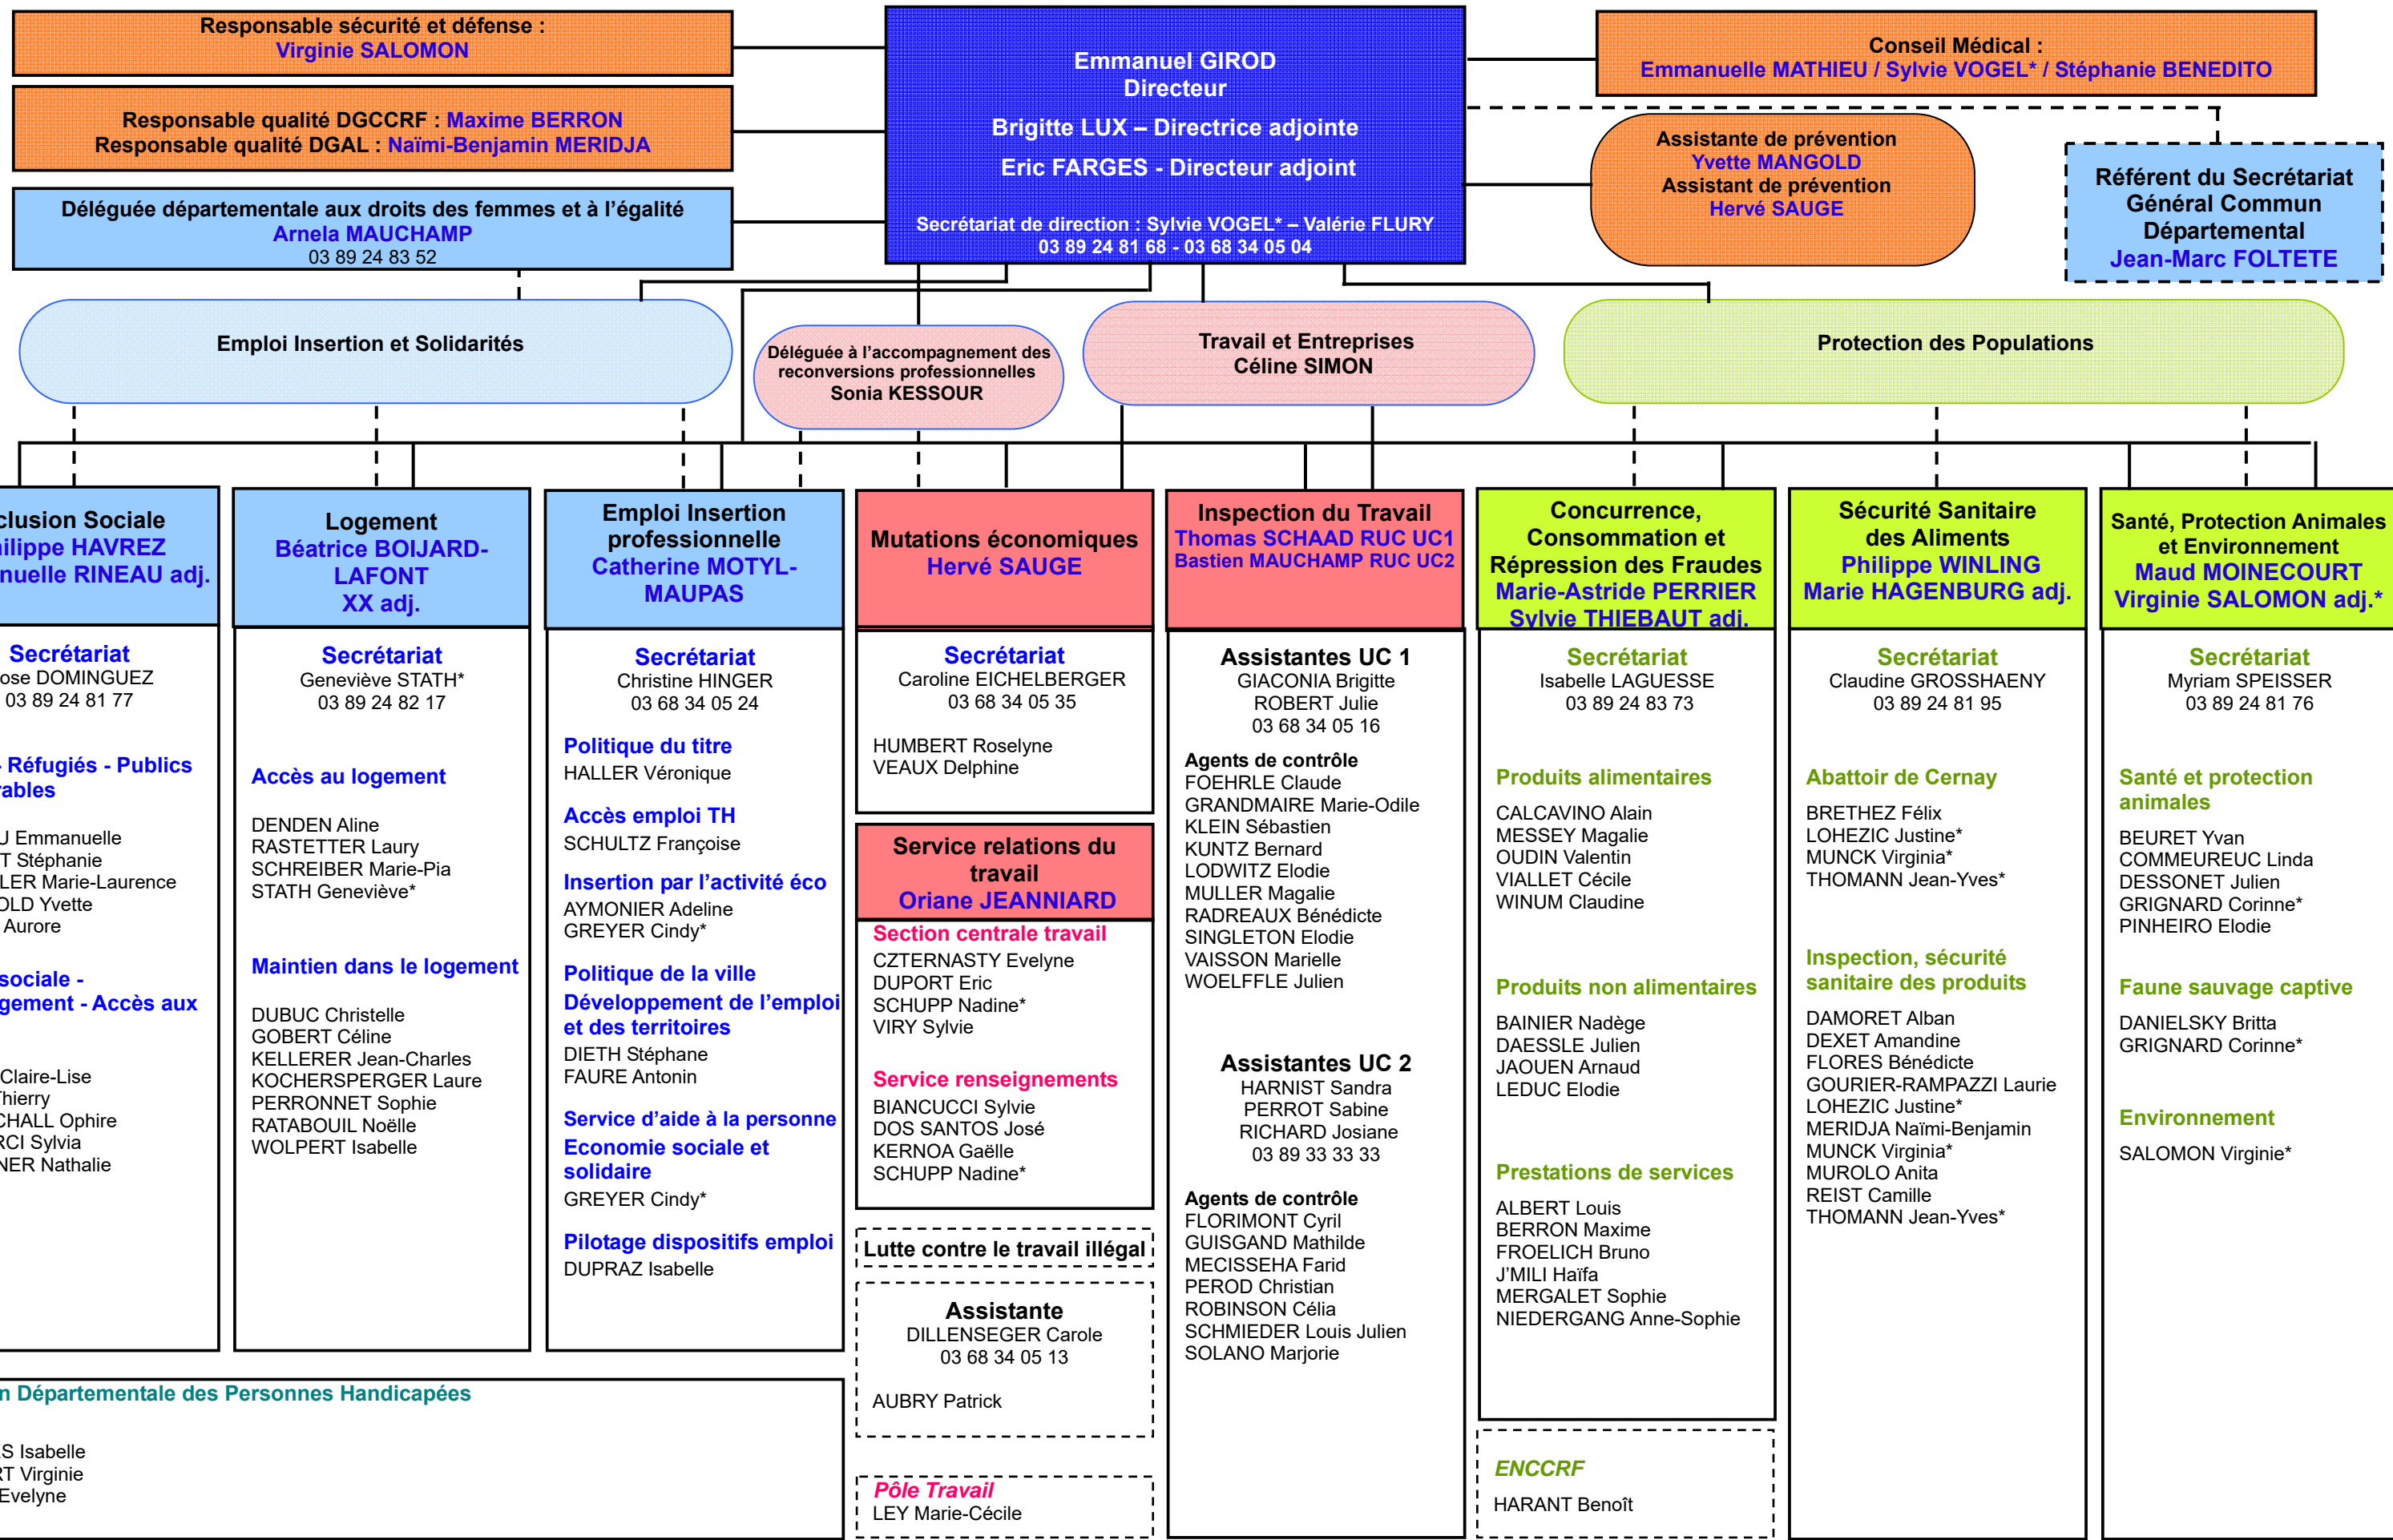 Responsable sécurité et défense :
Virginie SALOMON
Responsable qualité DGCCRF : Maxime BERRON
Responsable qualité DGAL : Naïmi-Benjamin MERIDJA
Déléguée départementale aux droits des femmes et à l'égalité
Arnela MAUCHAMP
03 89 24 83 52
Emmanuel GIROD
Directeur
Brigitte LUX – Directrice adjointe
Eric FARGES - Directeur adjoint
Secrétariat de direction : Sylvie VOGEL* – Valérie FLURY
03 89 24 81 68 - 03 68 34 05 04
Conseil Médical :
Emmanuelle MATHIEU / Sylvie VOGEL* / Stéphanie BENEDITO
Assistante de prévention
Yvette MANGOLD
Assistant de prévention
Hervé SAUGE
Référent du Secrétariat
Général Commun
Départemental
Jean-Marc FOLTETE
Emploi Insertion et Solidarités
Déléguée à l'accompagnement des
reconversions professionnelles
Sonia KESSOUR
Travail et Entreprises
Céline SIMON
Protection des Populations
clusion Sociale
ilippe HAVREZ
nuelle RINEAU adj.
Secrétariat
ose DOMINGUEZ
03 89 24 81 77
- Réfugiés - Publics
rables
U Emmanuelle
T Stéphanie
LER Marie-Laurence
OLD Yvette
Aurore
sociale -
gement - Accès aux
Claire-Lise
hierry
CHALL Ophire
RCI Sylvia
NER Nathalie
Logement
Béatrice BOIJARD-
LAFONT
XX adj.
Secrétariat
Geneviève STATH*
03 89 24 82 17
Accès au logement
DENDEN Aline
RASTETTER Laury
SCHREIBER Marie-Pia
STATH Geneviève*
Maintien dans le logement
DUBUC Christelle
GOBERT Céline
KELLERER Jean-Charles
KOCHERSPERGER Laure
PERRONNET Sophie
RATABOUIL Noëlle
WOLPERT Isabelle
Emploi Insertion
professionnelle
Catherine MOTYL-
MAUPAS
Secrétariat
Christine HINGER
03 68 34 05 24
Politique du titre
HALLER Véronique
Accès emploi TH
SCHULTZ Françoise
Insertion par l'activité éco
AYMONIER Adeline
GREYER Cindy*
Politique de la ville
Développement de l'emploi
et des territoires
DIETH Stéphane
FAURE Antonin
Service d'aide à la personne
Economie sociale et
solidaire
GREYER Cindy*
Pilotage dispositifs emploi
DUPRAZ Isabelle
n Départementale des Personnes Handicapées
S Isabelle
RT Virginie
Evelyne
Mutations économiques
Hervé SAUGE
Secrétariat
Caroline EICHELBERGER
03 68 34 05 35
HUMBERT Roselyne
VEAUX Delphine
Service relations du
travail
Oriane JEANNIARD
Section centrale travail
CZTERNASTY Evelyne
DUPORT Eric
SCHUPP Nadine*
VIRY Sylvie
Service renseignements
BIANCUCCI Sylvie
DOS SANTOS José
KERNOA Gaëlle
SCHUPP Nadine*
Lutte contre le travail illégal
Assistante
DILLENSEGER Carole
03 68 34 05 13
AUBRY Patrick
Pôle Travail
LEY Marie-Cécile
Inspection du Travail
Thomas SCHAAD RUC UC1
Bastien MAUCHAMP RUC UC2
Assistantes UC 1
GIACONIA Brigitte
ROBERT Julie
03 68 34 05 16
Agents de contrôle
FOEHRLE Claude
GRANDMAIRE Marie-Odile
KLEIN Sébastien
KUNTZ Bernard
LODWITZ Elodie
MULLER Magalie
RADREAUX Bénédicte
SINGLETON Elodie
VAISSON Marielle
WOELFFLE Julien
Assistantes UC 2
HARNIST Sandra
PERROT Sabine
RICHARD Josiane
03 89 33 33 33
Agents de contrôle
FLORIMONT Cyril
GUISGAND Mathilde
MECISSEHA Farid
PEROD Christian
ROBINSON Célia
SCHMIEDER Louis Julien
SOLANO Marjorie
Concurrence,
Consommation et
Répression des Fraudes
Marie-Astride PERRIER
Sylvie THIEBAUT adj.
Secrétariat
Isabelle LAGUESSE
03 89 24 83 73
Produits alimentaires
CALCAVINO Alain
MESSEY Magalie
OUDIN Valentin
VIALLET Cécile
WINUM Claudine
Produits non alimentaires
BAINIER Nadège
DAESSLE Julien
JAOUEN Arnaud
LEDUC Elodie
Prestations de services
ALBERT Louis
BERRON Maxime
FROELICH Bruno
J'MILI Haïfa
MERGALET Sophie
NIEDERGANG Anne-Sophie
ENCCRF
HARANT Benoît
Sécurité Sanitaire
des Aliments
Philippe WINLING
Marie HAGENBURG adj.
Secrétariat
Claudine GROSSHAENY
03 89 24 81 95
Abattoir de Cernay
BRETHEZ Félix
LOHEZIC Justine*
MUNCK Virginia*
THOMANN Jean-Yves*
Inspection, sécurité
sanitaire des produits
DAMORET Alban
DEXET Amandine
FLORES Bénédicte
GOURIER-RAMPAZZI Laurie
LOHEZIC Justine*
MERIDJA Naïmi-Benjamin
MUNCK Virginia*
MUROLO Anita
REIST Camille
THOMANN Jean-Yves*
Santé, Protection Animales
et Environnement
Maud MOINECOURT
Virginie SALOMON adj.*
Secrétariat
Myriam SPEISSER
03 89 24 81 76
Santé et protection
animales
BEURET Yvan
COMMEUREUC Linda
DESSONET Julien
GRIGNARD Corinne*
PINHEIRO Elodie
Faune sauvage captive
DANIELSKY Britta
GRIGNARD Corinne*
Environnement
SALOMON Virginie*